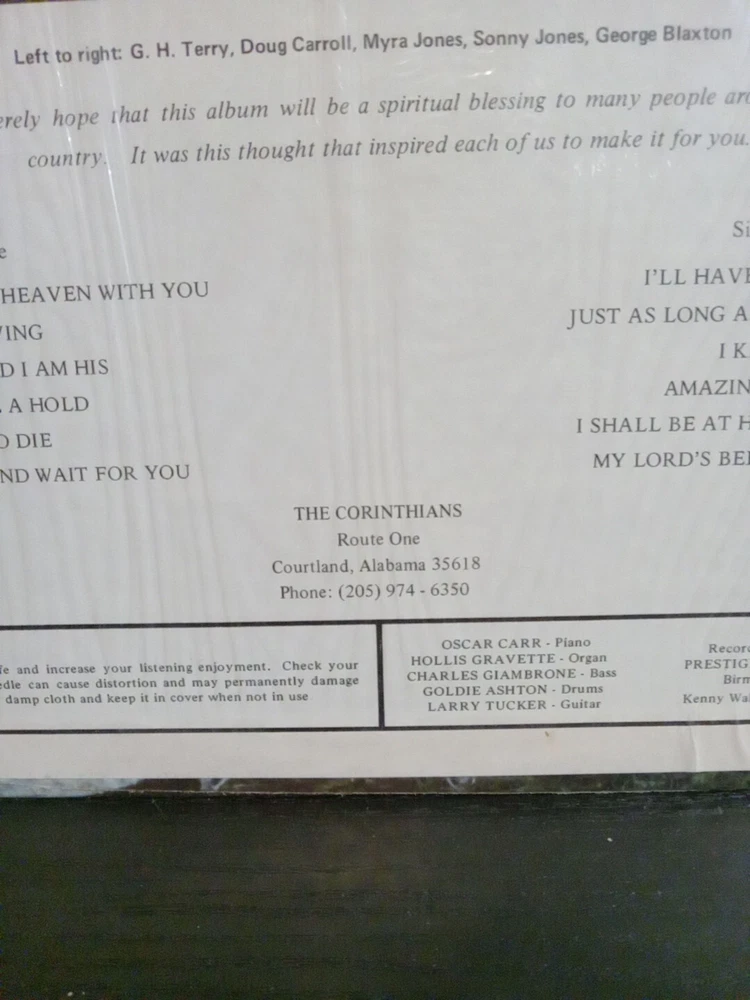 Left to right: G. H. Terry, Doug Carroll, Myra Jones, Sonny Jones, George Blaxton
erely hope that this album will be a spiritual blessing to many people aro
country. It was this thought that inspired each of us to make it for you.
e
Si
HEAVEN WITH YOU
I'LL HAVE
ING
JUST AS LONG A
D I AM HIS
I K
A HOLD
AMAZIN
O DIE
I SHALL BE AT H
ND WAIT FOR YOU
MY LORD'S BE
THE CORINTHIANS
Route One
Courtland, Alabama 35618
Phone: (205) 974 - 6350
fe and increase your listening enjoyment. Check your
edle can cause distortion and may permanently damage
damp cloth and keep it in cover when not in use
OSCAR CARR - Piano
HOLLIS GRAVETTE - Organ
CHARLES GIAMBRONE - Bass
GOLDIE ASHTON - Drums
LARRY TUCKER - Guitar
Record
PRESTIG
Birm
Kenny Wal